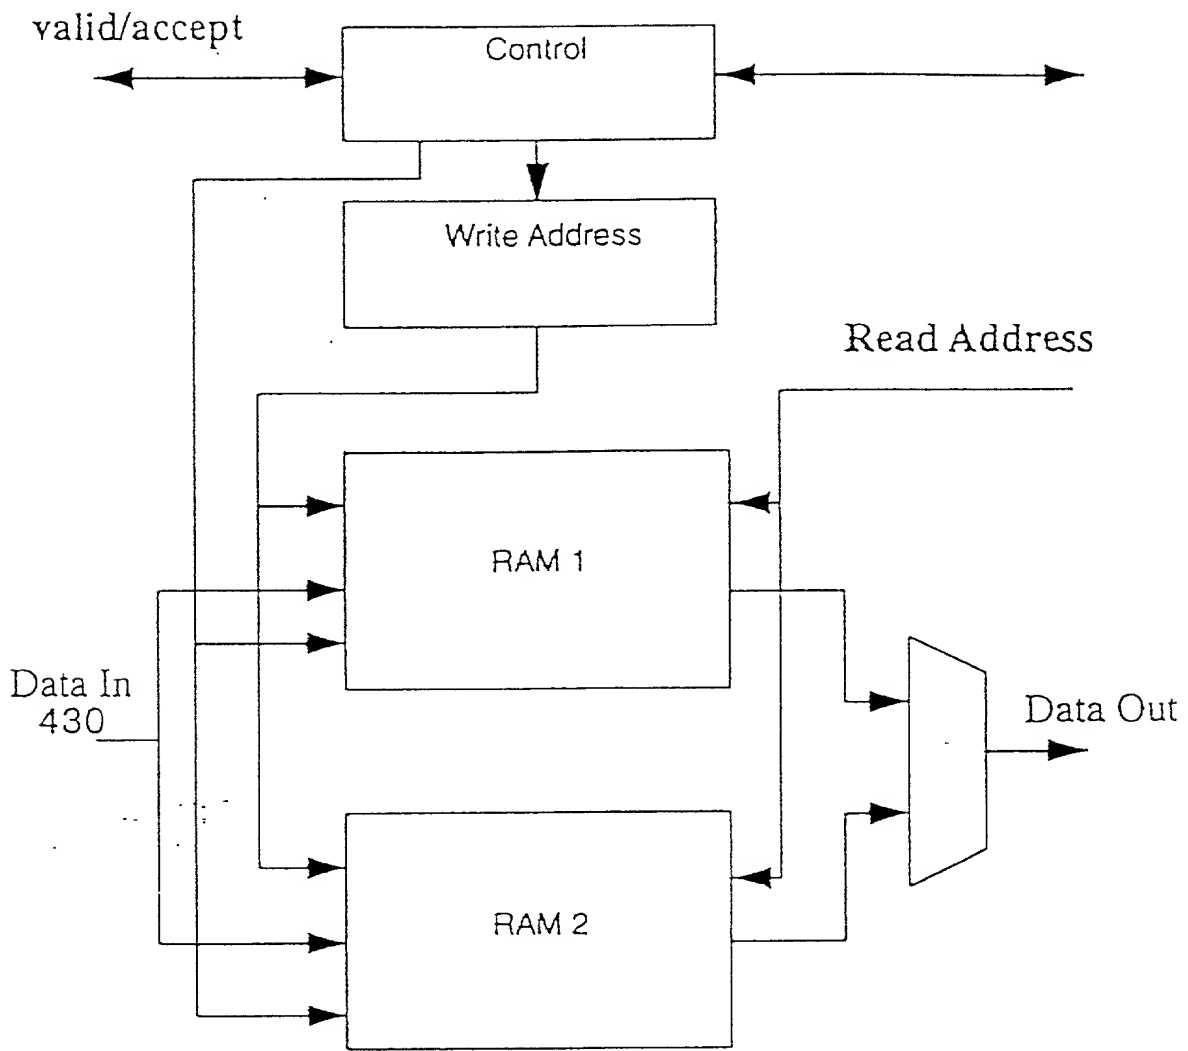 valid/accept
Control
Write Address
Read Address
RAM 1
Data In
430
Data Out
RAM 2